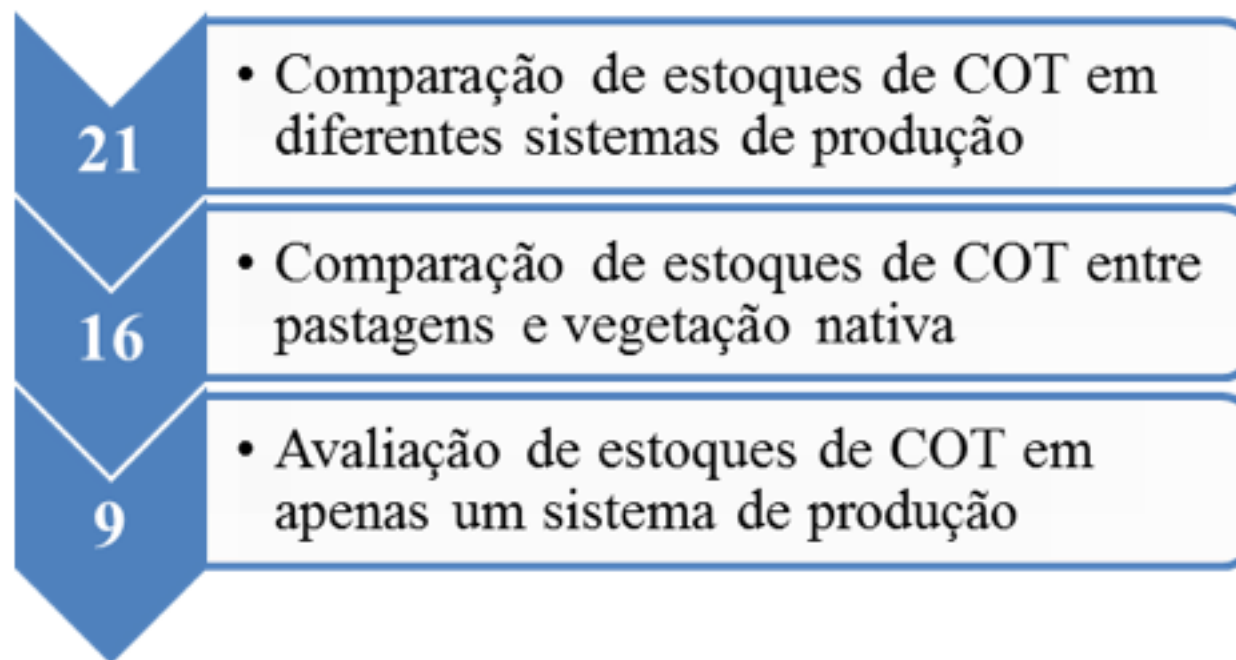 21
• Comparação de estoques de COT em
diferentes sistemas de produção
16
• Comparação de estoques de COT entre
pastagens e vegetação nativa
9
• Avaliação de estoques de COT em
apenas um sistema de produção